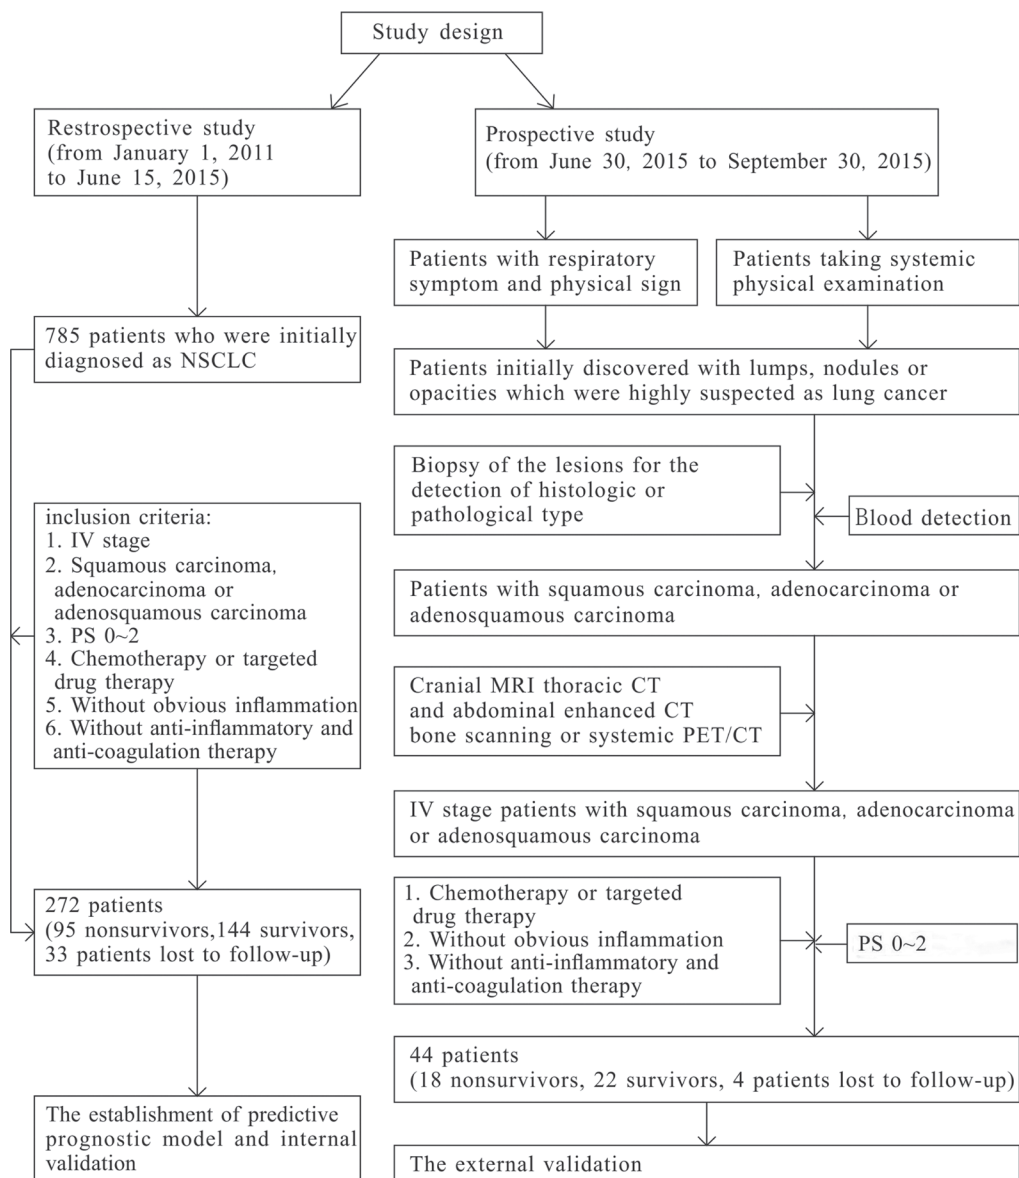 Study design
Restrospective study
(from January 1, 2011
to June 15, 2015)
785 patients who were initially
diagnosed as NSCLC
inclusion criteria:
1. IV stage
2. Squamous carcinoma,
adenocarcinoma or
adenosquamous carcinoma
3. PS 0~2
4. Chemotherapy or targeted
drug therapy
5. Without obvious inflammation
6. Without anti-inflammatory and
anti-coagulation therapy
272 patients
(95 nonsurvivors,144 survivors,
33 patients lost to follow-up)
The establishment of predictive
prognostic model and internal
validation
Prospective study
(from June 30, 2015 to September 30, 2015)
Patients with respiratory
symptom and physical sign
Patients taking systemic
physical examination
Patients initially discovered with lumps, nodules or
opacities which were highly suspected as lung cancer
Biopsy of the lesions for the
detection of histologic or
pathological type
Blood detection
Patients with squamous carcinoma, adenocarcinoma or
adenosquamous carcinoma
Cranial MRI thoracic CT
and abdominal enhanced CT
bone scanning or systemic PET/CT
IV stage patients with squamous carcinoma, adenocarcinoma
or adenosquamous carcinoma
1. Chemotherapy or targeted
drug therapy
2. Without obvious inflammation
3. Without anti-inflammatory and
anti-coagulation therapy
PS 0~2
44 patients
(18 nonsurvivors, 22 survivors, 4 patients lost to follow-up)
The external validation